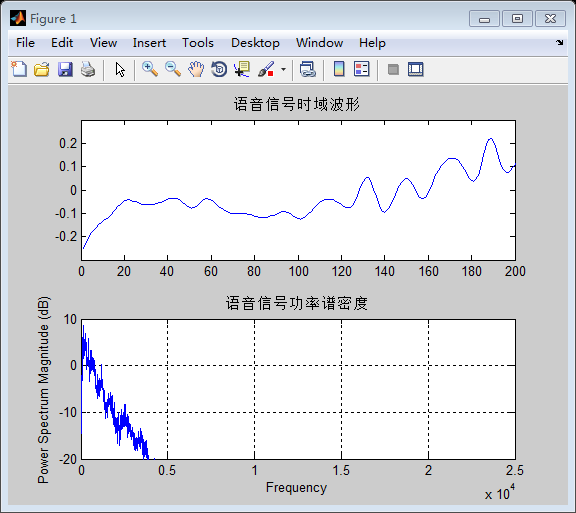 Figure 1
File Edit View Insert Tools Desktop Window Help
语音信号时域波形
0.2
0.1
0
-0.1
-0.2
0 20 40 60 80 100 120 140 160 180 200
语音信号功率谱密度
Power Spectrum Magnitude (dB)
10
0
-10
-20
0 0.5 1 1.5 2 2.5
Frequency
x 10^4